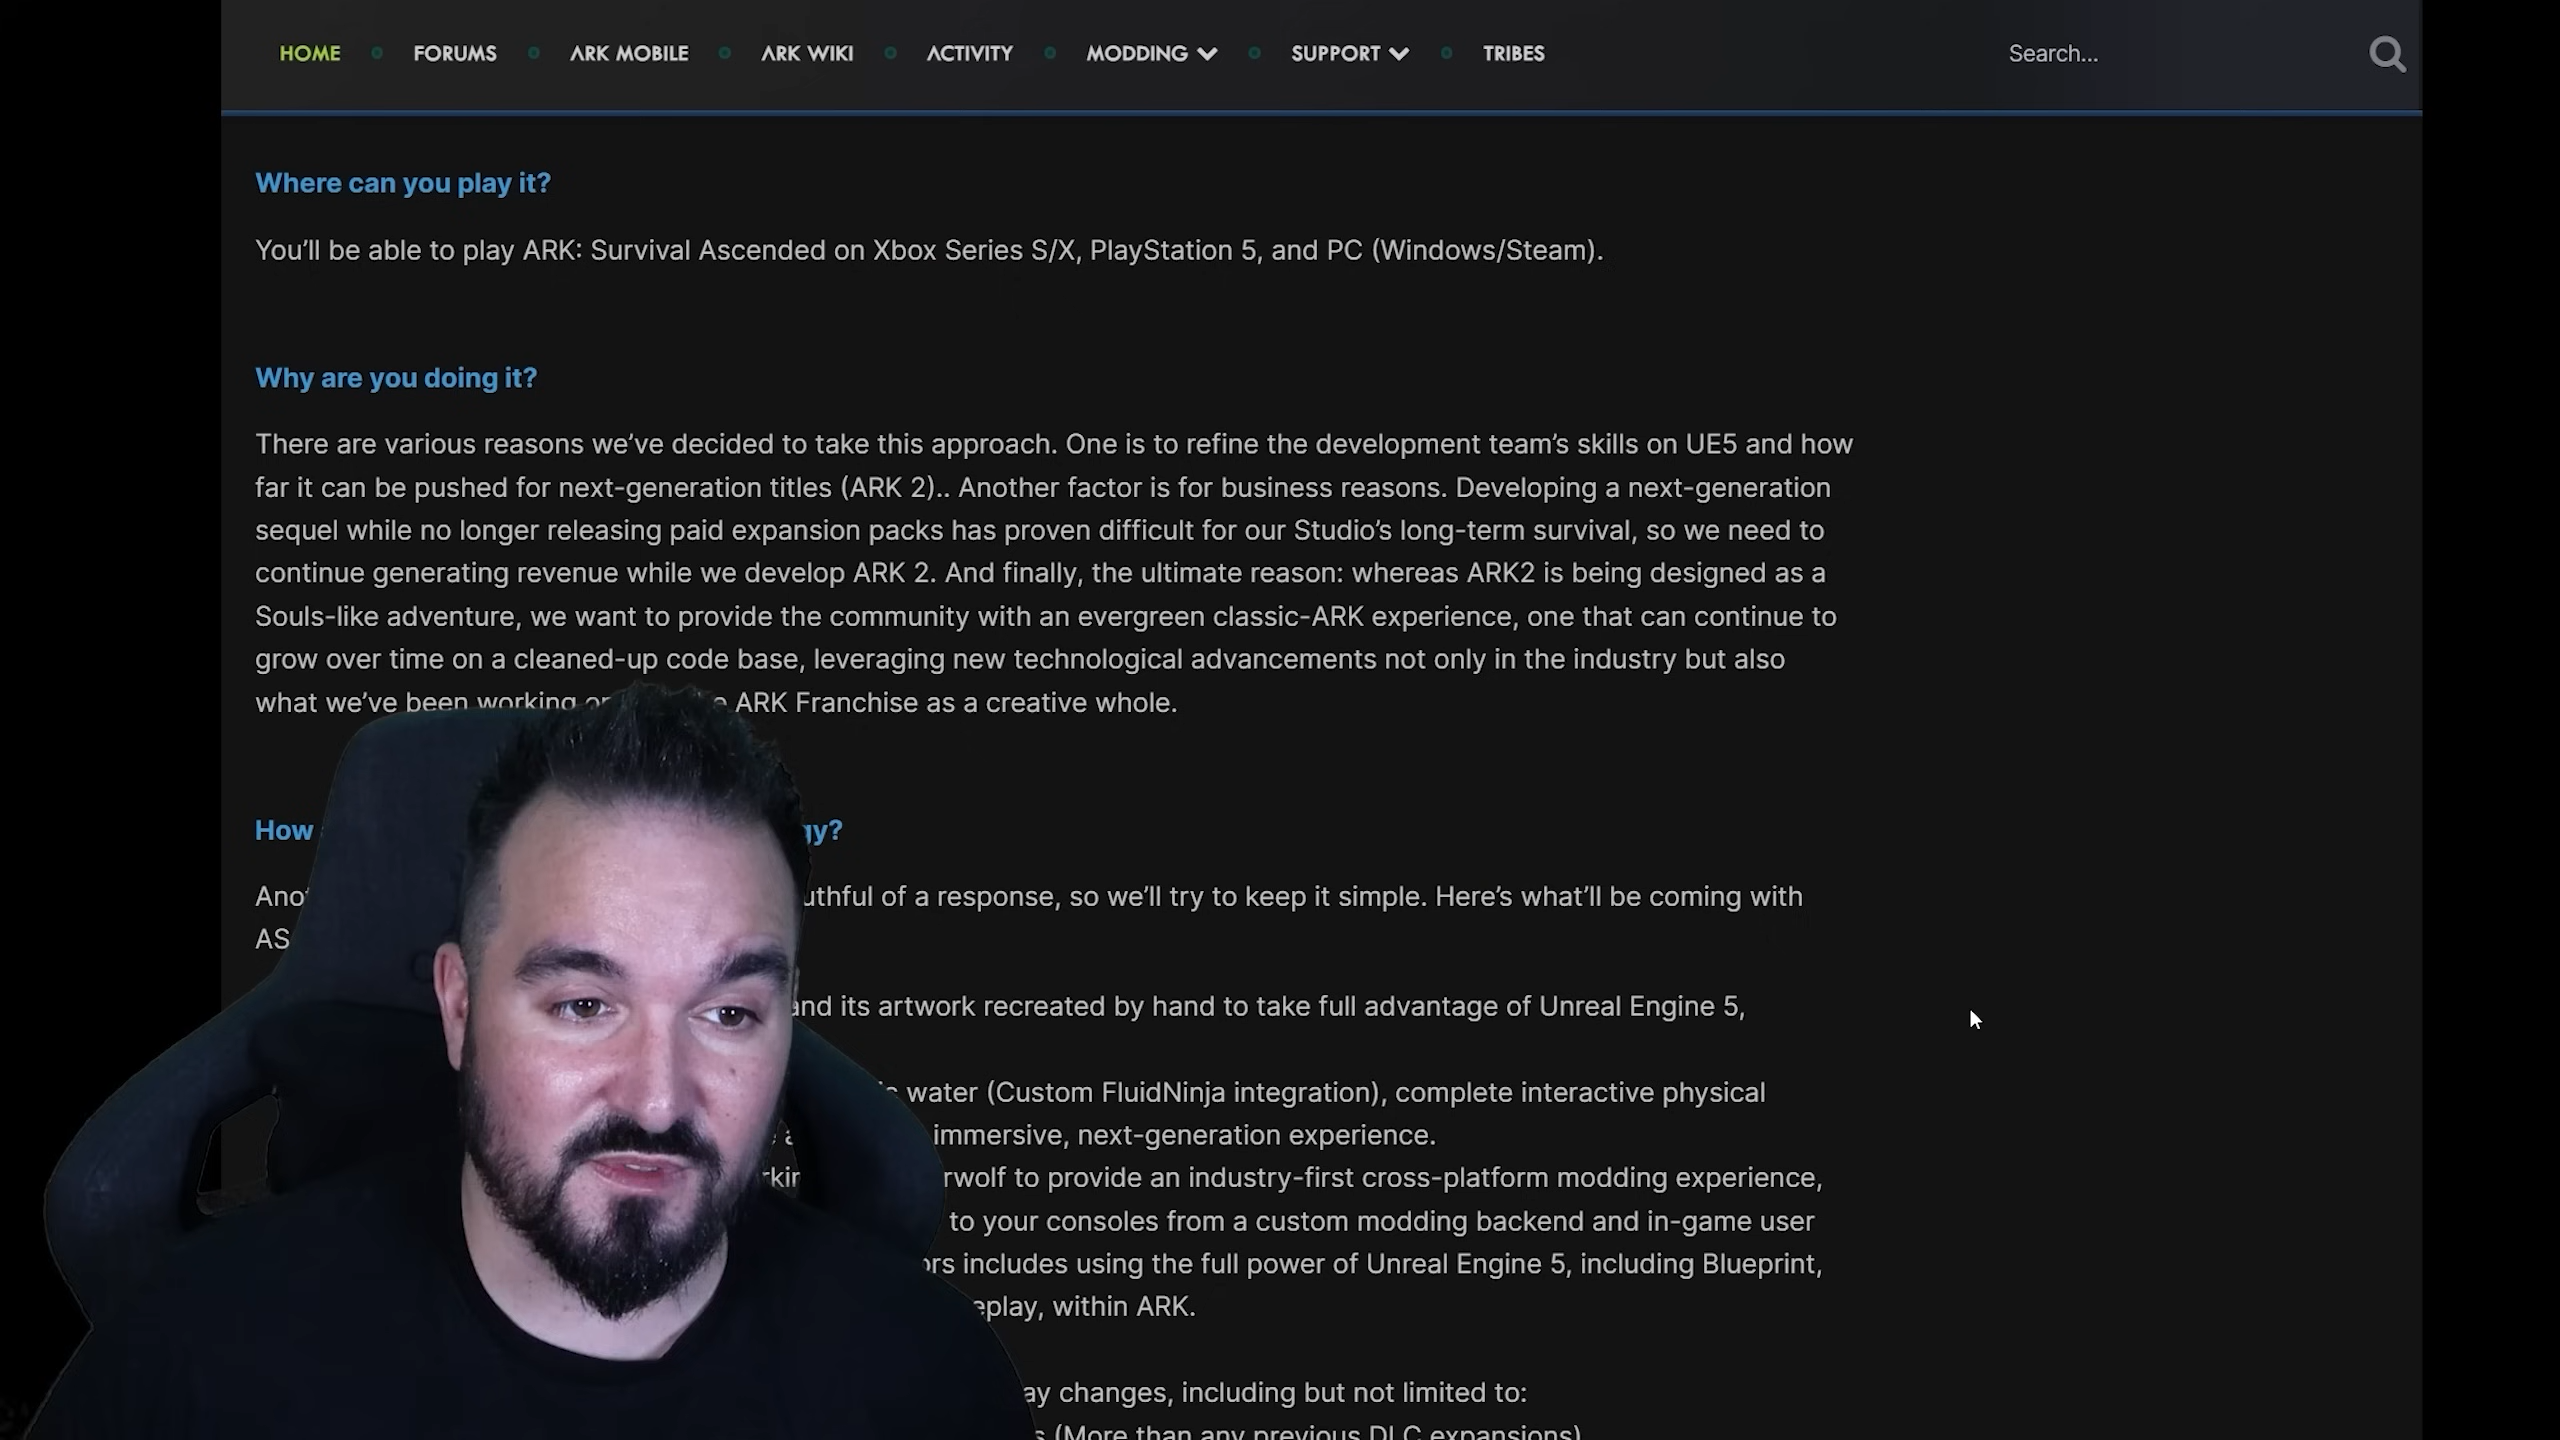 HOME FORUMS ARK MOBILE ARK WIKI ACTIVITY MODDING SUPPORT TRIBES Search...
Where can you play it?
You'll be able to play ARK: Survival Ascended on Xbox Series S/X, PlayStation 5, and PC (Windows/Steam).
Why are you doing it?
There are various reasons we've decided to take this approach. One is to refine the development team's skills on UE5 and how
far it can be pushed for next-generation titles (ARK 2).. Another factor is for business reasons. Developing a next-generation
sequel while no longer releasing paid expansion packs has proven difficult for our Studio's long-term survival, so we need to
continue generating revenue while we develop ARK 2. And finally, the ultimate reason: whereas ARK2 is being designed as a
Souls-like adventure, we want to provide the community with an evergreen classic-ARK experience, one that can continue to
grow over time on a cleaned-up code base, leveraging new technological advancements not only in the industry but also
what we've been working ARK Franchise as a creative whole.
How gy?
uthful of a response, so we'll try to keep it simple. Here's what'll be coming with
AS
and its artwork recreated by hand to take full advantage of Unreal Engine 5,
water (Custom FluidNinja integration), complete interactive physical
immersive, next-generation experience.
rwolf to provide an industry-first cross-platform modding experience,
to your consoles from a custom modding backend and in-game user
ors includes using the full power of Unreal Engine 5, including Blueprint,
eplay, within ARK.
ay changes, including but not limited to:
(More than any previous DLC expansions)